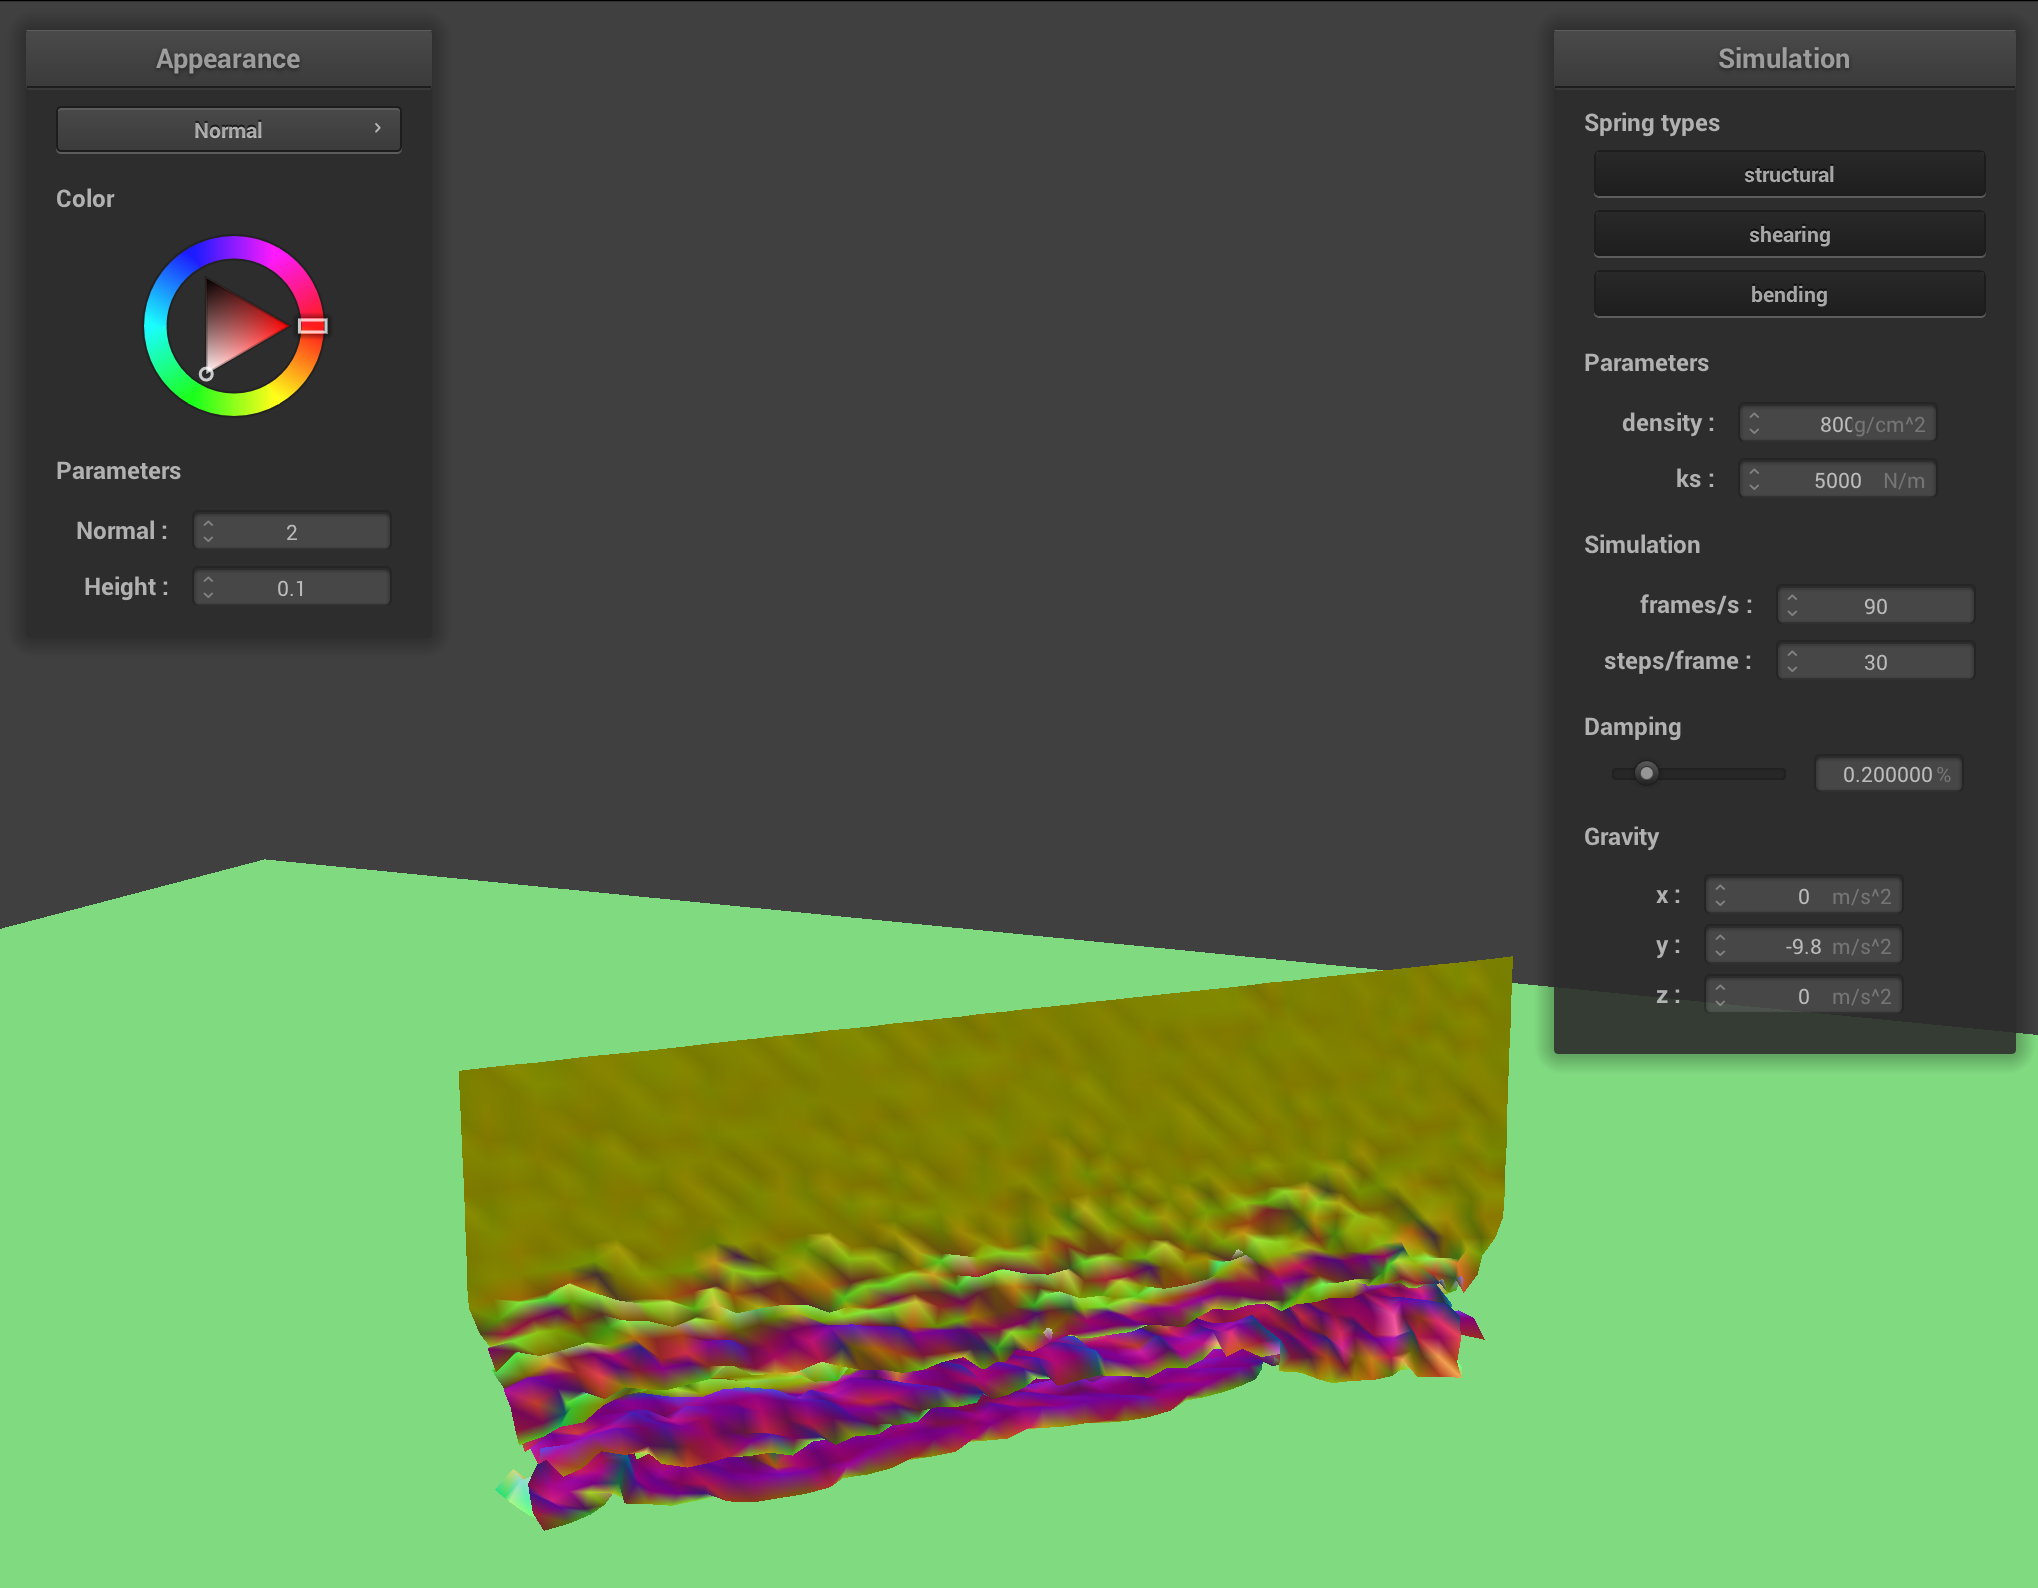 Appearance
Normal
Color
Parameters
Normal : 2
Height : 0.1
Simulation
Spring types
structural
shearing
bending
Parameters
density : 800 g/cm^2
ks : 5000 N/m
Simulation
frames/s : 90
steps/frame : 30
Damping
0.200000 %
Gravity
x : 0 m/s^2
y : -9.8 m/s^2
z : 0 m/s^2